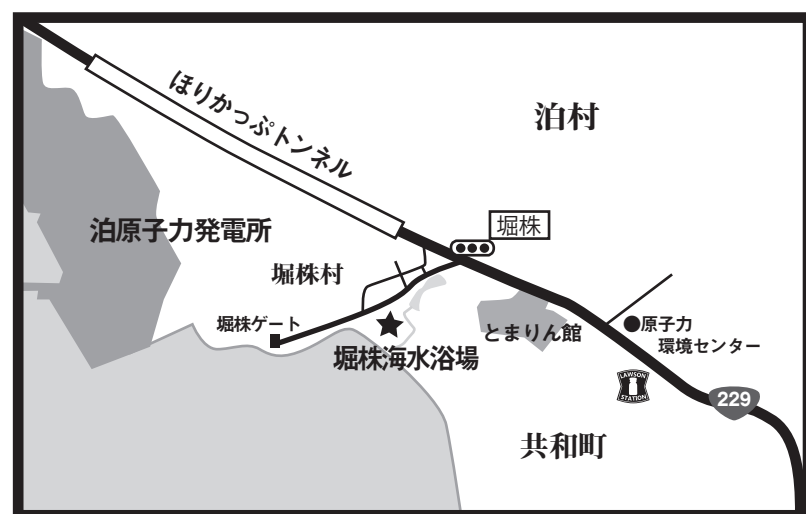 ほりかっぷトンネル
泊村
堀株
泊原子力発電所
堀株村
堀株ゲート
堀株海水浴場
とまりん館
原子力
環境センター
LAWSON
STATION
229
共和町